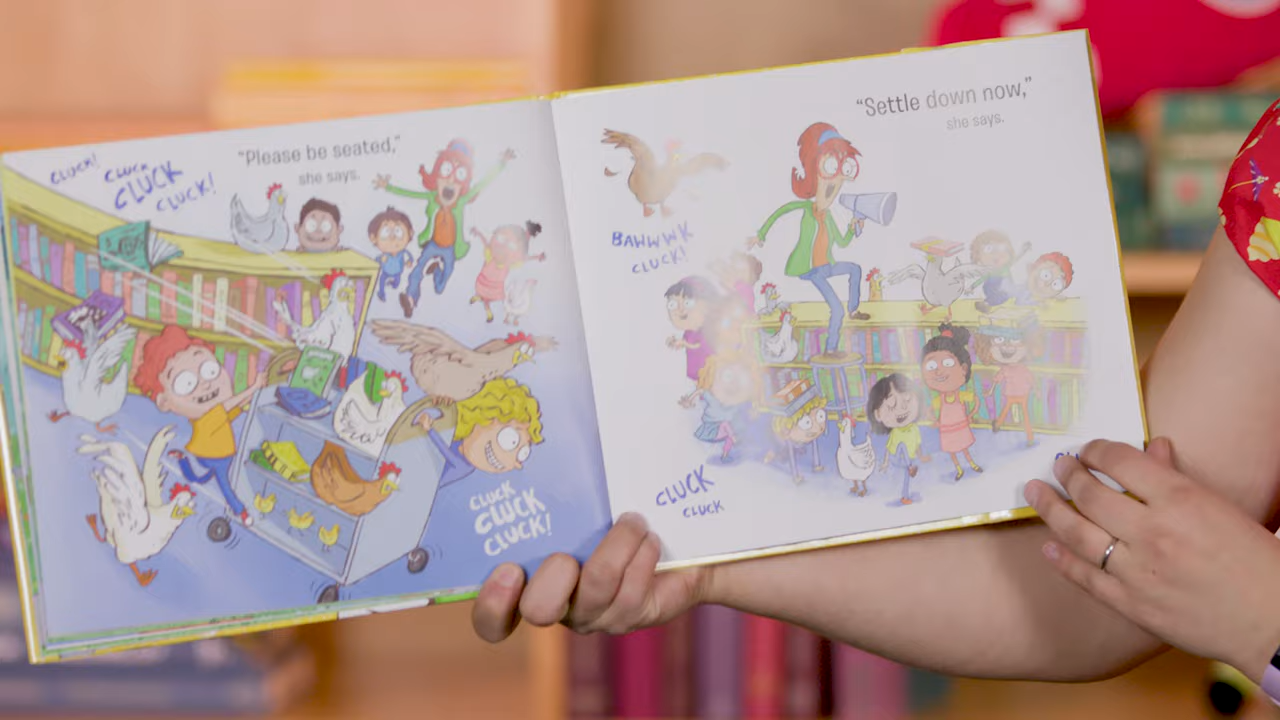 CLUCK!
CLUCK
CLUCK
CLUCK!
“Please be seated,”
she says.
CLUCK
CLUCK
CLUCK!
“Settle down now,”
she says.
BAWWWK
CLUCK!
CLUCK
CLUCK